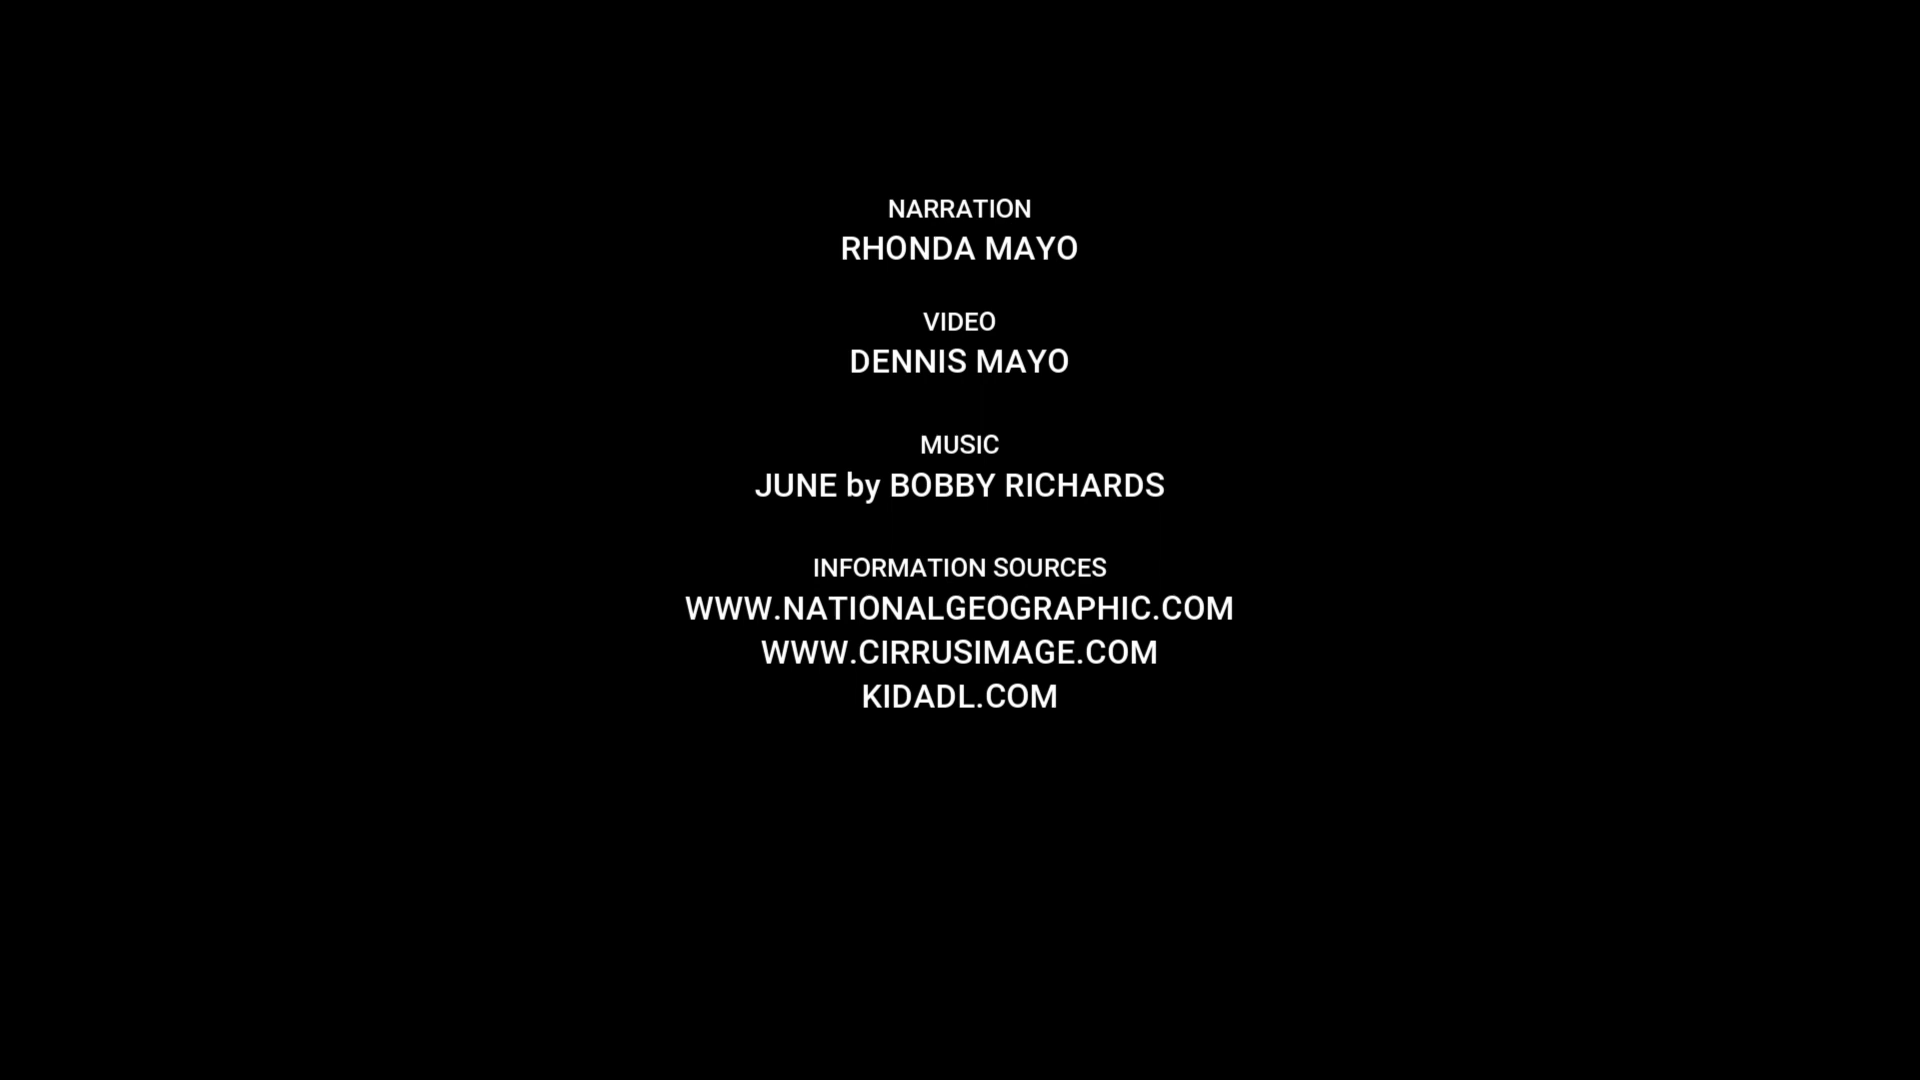 NARRATION
RHONDA MAYO
VIDEO
DENNIS MAYO
MUSIC
JUNE by BOBBY RICHARDS
INFORMATION SOURCES
WWW.NATIONALGEOGRAPHIC.COM
WWW.CIRRUSIMAGE.COM
KIDADL.COM